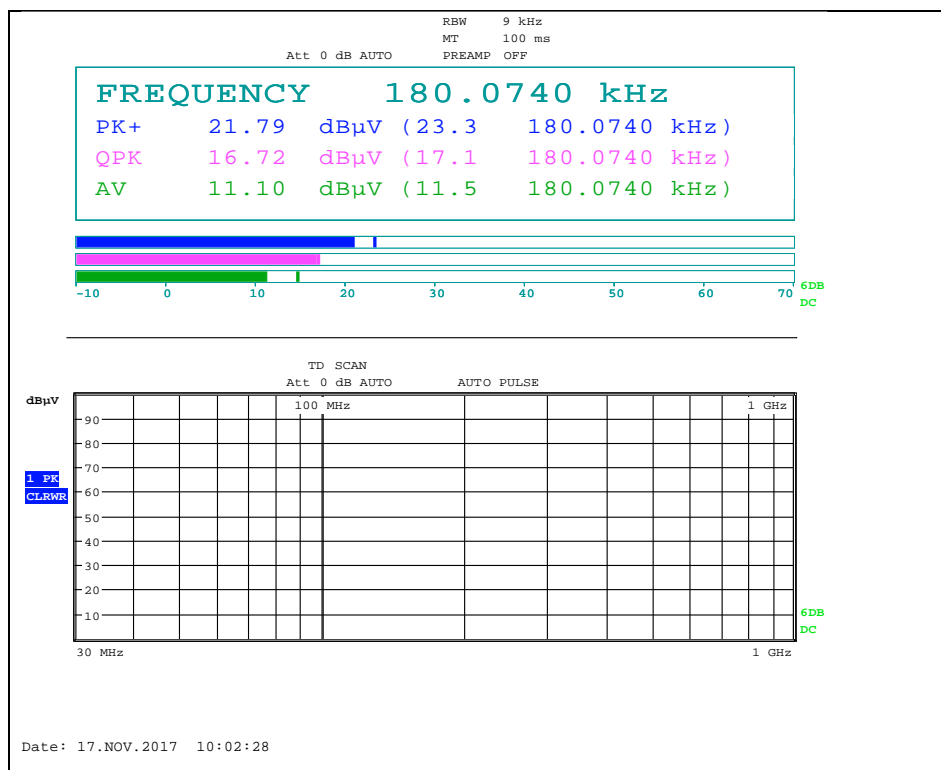 RBW 9 kHz
MT 100 ms
Att 0 dB AUTO PREAMP OFF
FREQUENCY 180.0740 kHz
PK+ 21.79 dBµV (23.3 180.0740 kHz)
QPK 16.72 dBµV (17.1 180.0740 kHz)
AV 11.10 dBµV (11.5 180.0740 kHz)
-10 0 10 20 30 40 50 60 70
6DB
DC
TD SCAN
Att 0 dB AUTO AUTO PULSE
dBµV
100 MHz 1 GHz
90
80
70
1 PK
CLRWR
60
50
40
30
20
10
6DB
DC
30 MHz 1 GHz
Date: 17.NOV.2017 10:02:28